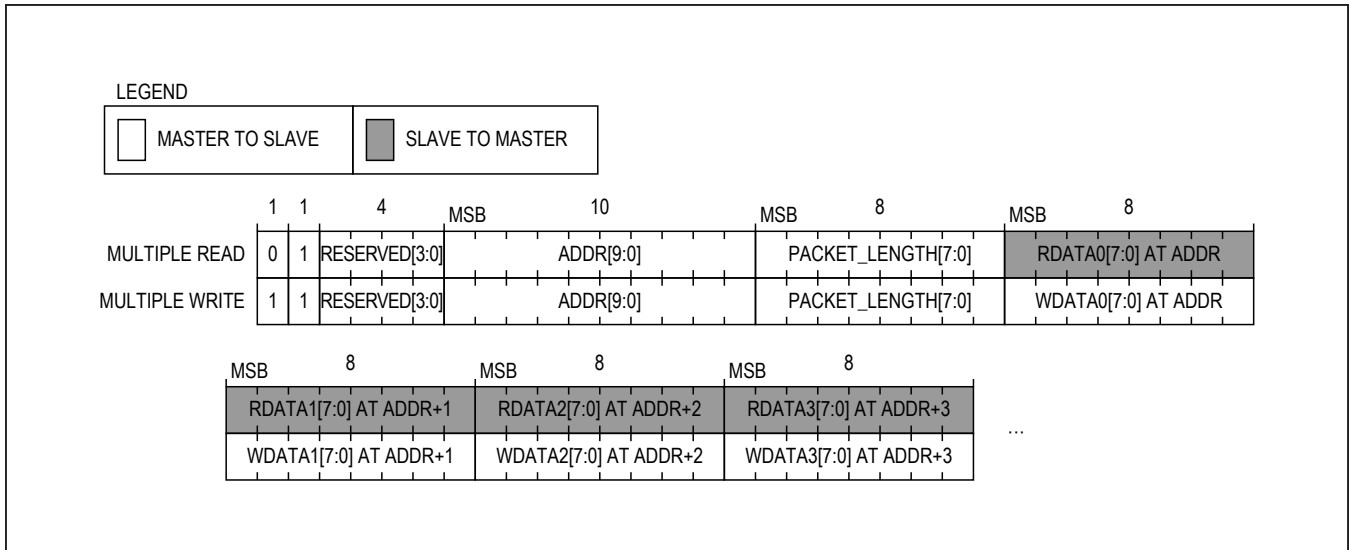 LEGEND
MASTER TO SLAVE SLAVE TO MASTER
1 1 4 MSB 10 MSB 8 MSB 8
MULTIPLE READ 0 1 RESERVED[3:0] ADDR[9:0] PACKET_LENGTH[7:0] RDATA0[7:0] AT ADDR
MULTIPLE WRITE 1 1 RESERVED[3:0] ADDR[9:0] PACKET_LENGTH[7:0] WDATA0[7:0] AT ADDR
MSB 8 MSB 8 MSB 8
RDATA1[7:0] AT ADDR+1 RDATA2[7:0] AT ADDR+2 RDATA3[7:0] AT ADDR+3 ...
WDATA1[7:0] AT ADDR+1 WDATA2[7:0] AT ADDR+2 WDATA3[7:0] AT ADDR+3